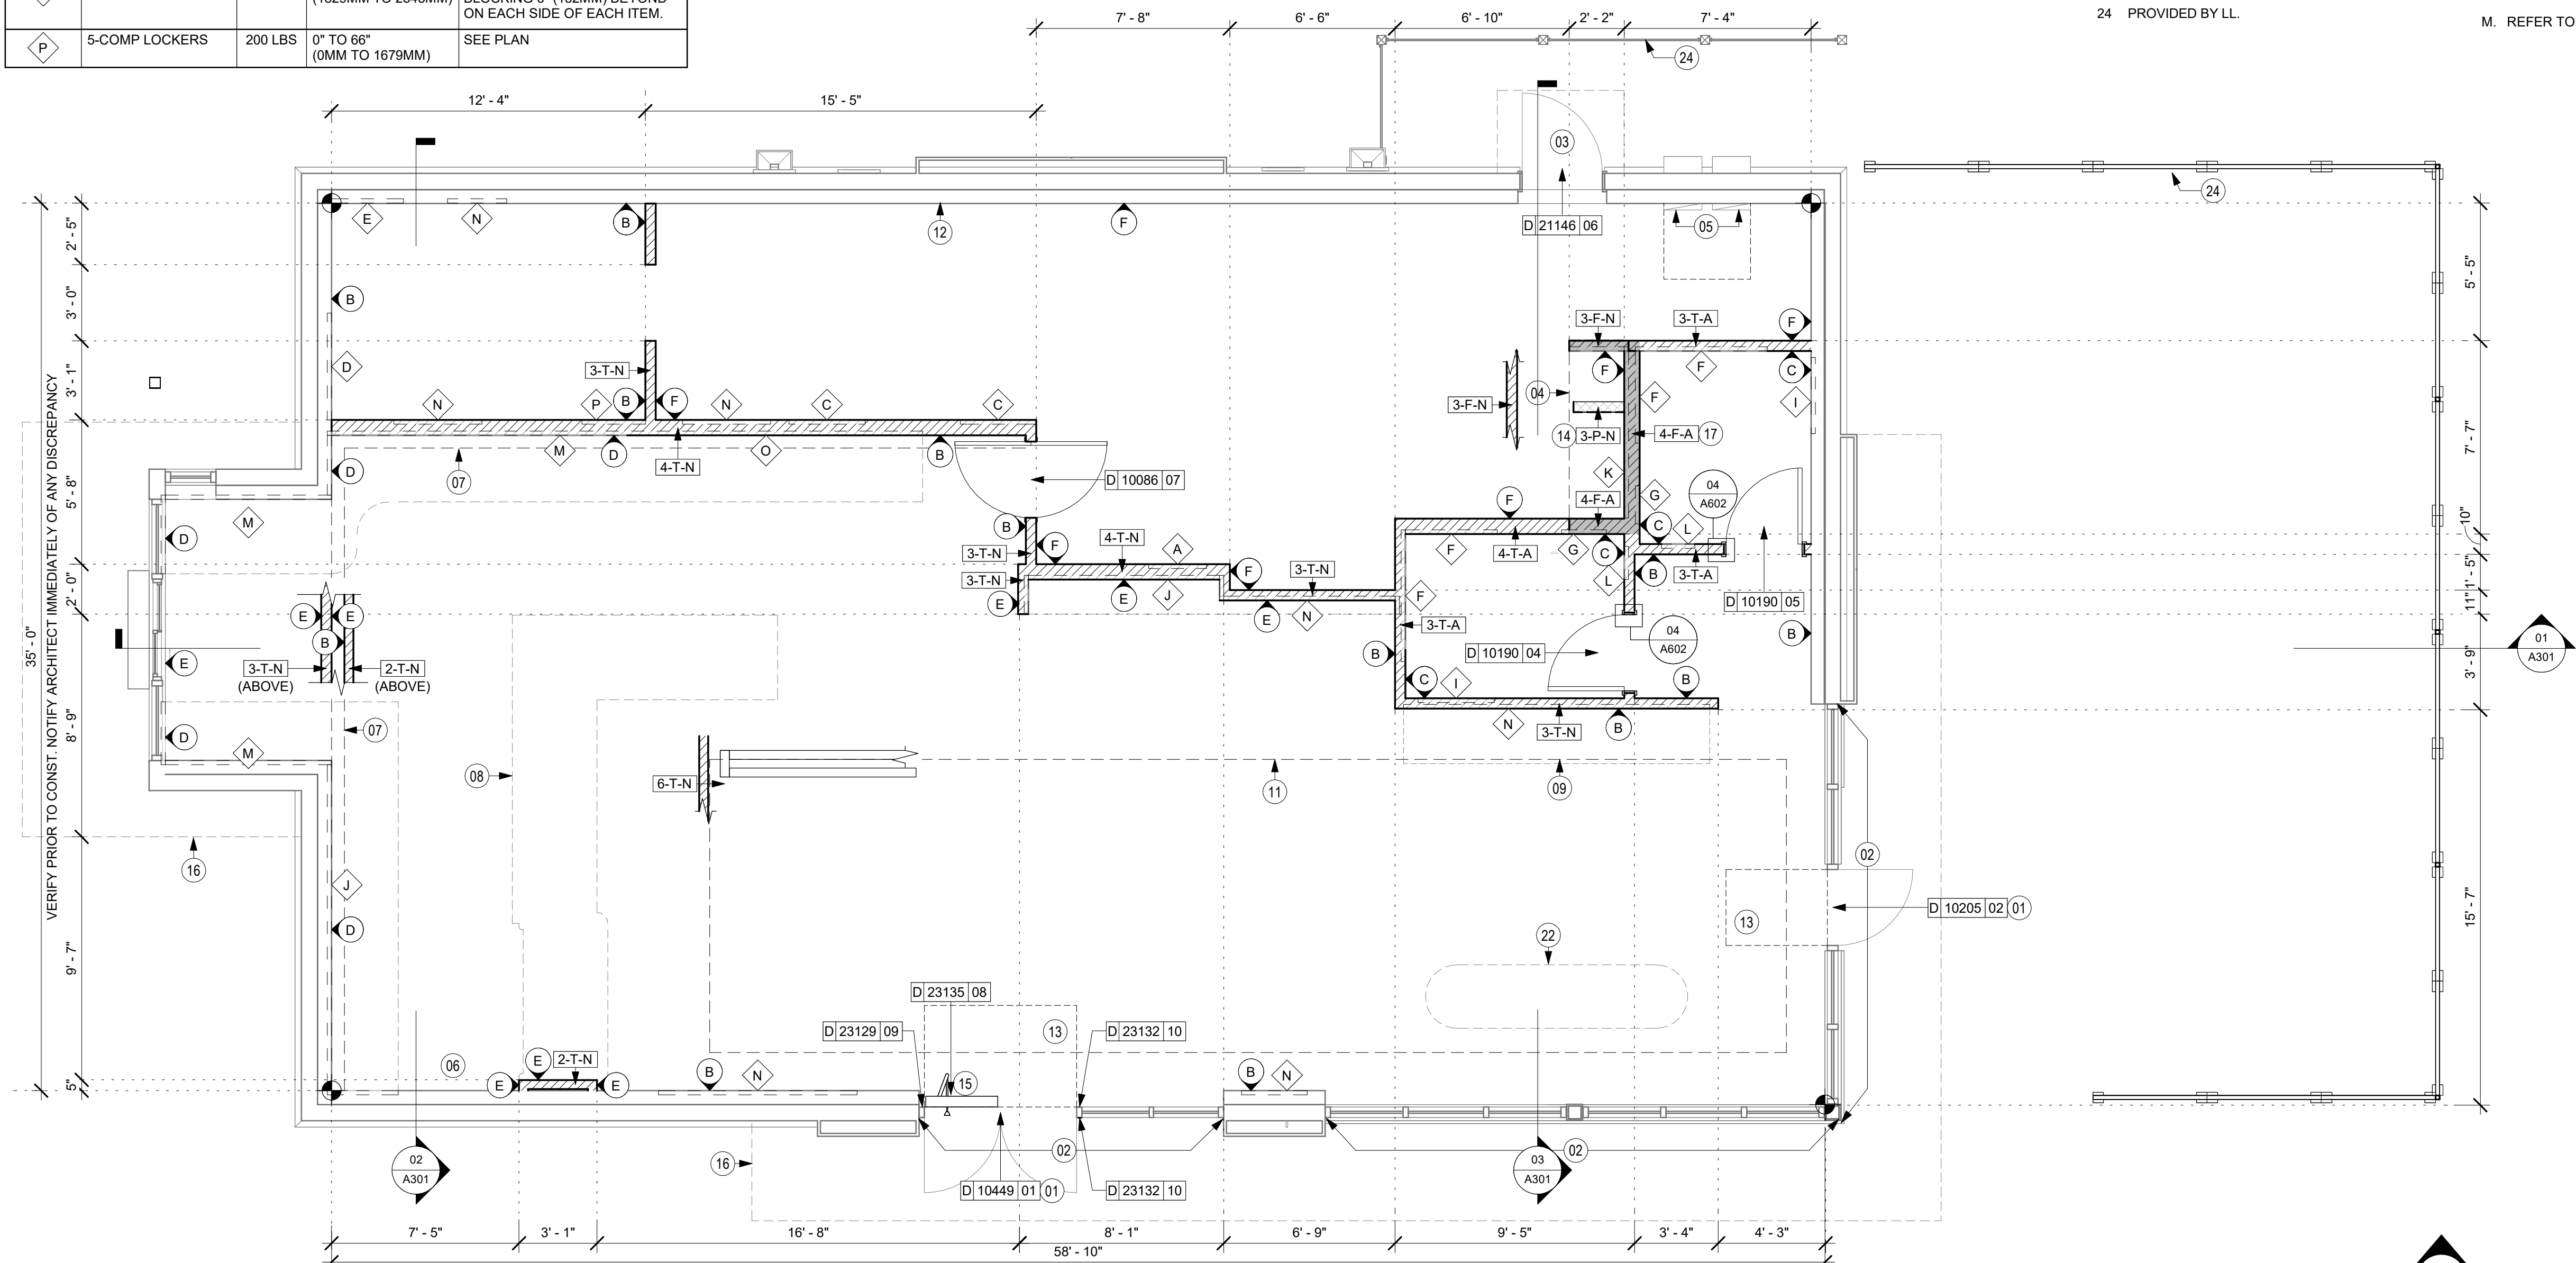 (1829MM TO 2643MM)
ON EACH SIDE OF EACH ITEM.
P 5-COMP LOCKERS 200 LBS 0" TO 66" SEE PLAN
(0MM TO 1679MM)
24 PROVIDED BY LL.
M. REFER TO
7' - 8" 6' - 6" 6' - 10" 2' - 2" 7' - 4"
24
12' - 4" 15' - 5"
03
24
E N B 12 F
D 21146 06
05
2' - 5"
3' - 0"
3' - 1"
5' - 8"
2' - 0"
8' - 9"
9' - 7"
5"
35' - 0"
VERIFY PRIOR TO CONST. NOTIFY ARCHITECT IMMEDIATELY OF ANY DISCREPANCY
5' - 5"
7' - 7"
10"
1' - 5"
11"
3' - 9"
15' - 7"
B
3-F-N 3-T-A F
D 3-T-N F F C
04 F
N P B F N C C 3-F-N I
14 3-P-N 4-F-A 17
M D O B
D 4-T-N K
07 D 10086 07
4-F-A G 04
A602
M D B F C L
4-T-N A F 4-T-A G C
3-T-N F
3-T-N F 3-T-N L B 3-T-A
E E J F D 10190 05
E E E N
B 3-T-A B
04
A602
01
A301
3-T-N 2-T-N
(ABOVE) (ABOVE)
E B D 10190 04
C I B
07 N 3-T-N B
D
M
08 6-T-N 11 09
02
16
J
D 13 D 10205 02 01
22
D 23135 08
D 23129 09 13 D 23132 10
06 E 2-T-N
E E B N 15 B N
02
A301
16 02 03
A301
02
D 10449 01 01 D 23132 10
7' - 5" 3' - 1" 16' - 8" 8' - 1" 6' - 9" 9' - 5" 3' - 4" 4' - 3"
58' - 10"